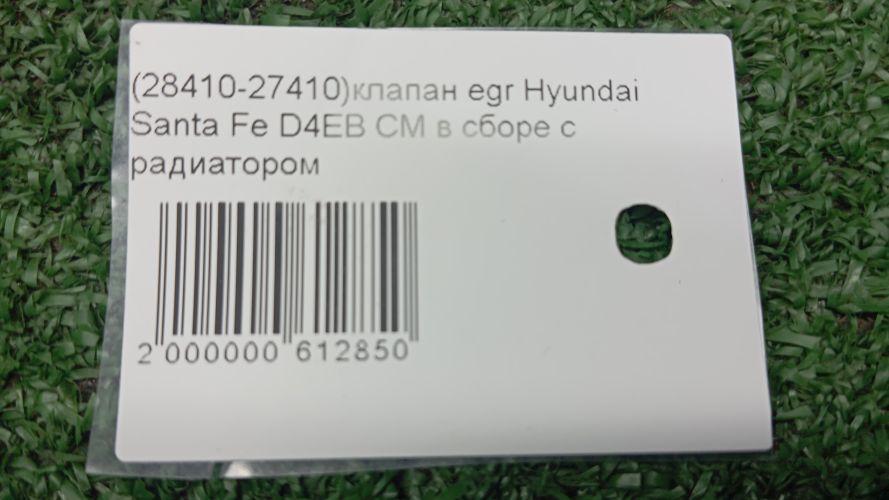 (28410-27410)клапан egr Hyundai
Santa Fe D4EB CM в сборе с
радиатором
2 000000 612850